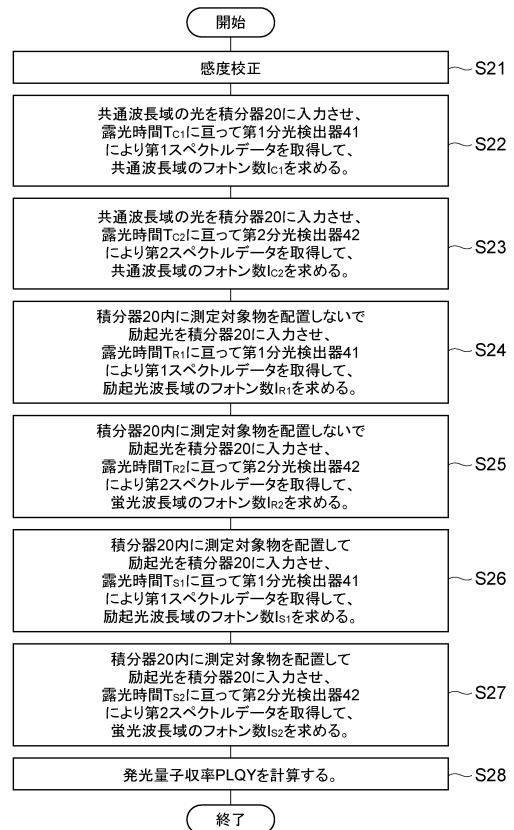 開始
感度校正
S21
共通波長域の光を積分器20に入力させ、
露光時間TC1に亘って第1分光検出器41
により第1スペクトルデータを取得して、
共通波長域のフォトン数IC1を求める。
S22
共通波長域の光を積分器20に入力させ、
露光時間TC2に亘って第2分光検出器42
により第2スペクトルデータを取得して、
共通波長域のフォトン数IC2を求める。
S23
積分器20内に測定対象物を配置しないで
励起光を積分器20に入力させ、
露光時間TR1に亘って第1分光検出器41
により第1スペクトルデータを取得して、
励起光波長域のフォトン数IR1を求める。
S24
積分器20内に測定対象物を配置しないで
励起光を積分器20に入力させ、
露光時間TR2に亘って第2分光検出器42
により第2スペクトルデータを取得して、
蛍光波長域のフォトン数IR2を求める。
S25
積分器20内に測定対象物を配置して
励起光を積分器20に入力させ、
露光時間TS1に亘って第1分光検出器41
により第1スペクトルデータを取得して、
励起光波長域のフォトン数IS1を求める。
S26
積分器20内に測定対象物を配置して
励起光を積分器20に入力させ、
露光時間TS2に亘って第2分光検出器42
により第2スペクトルデータを取得して、
蛍光波長域のフォトン数IS2を求める。
S27
発光量子収率PLQYを計算する。
S28
終了